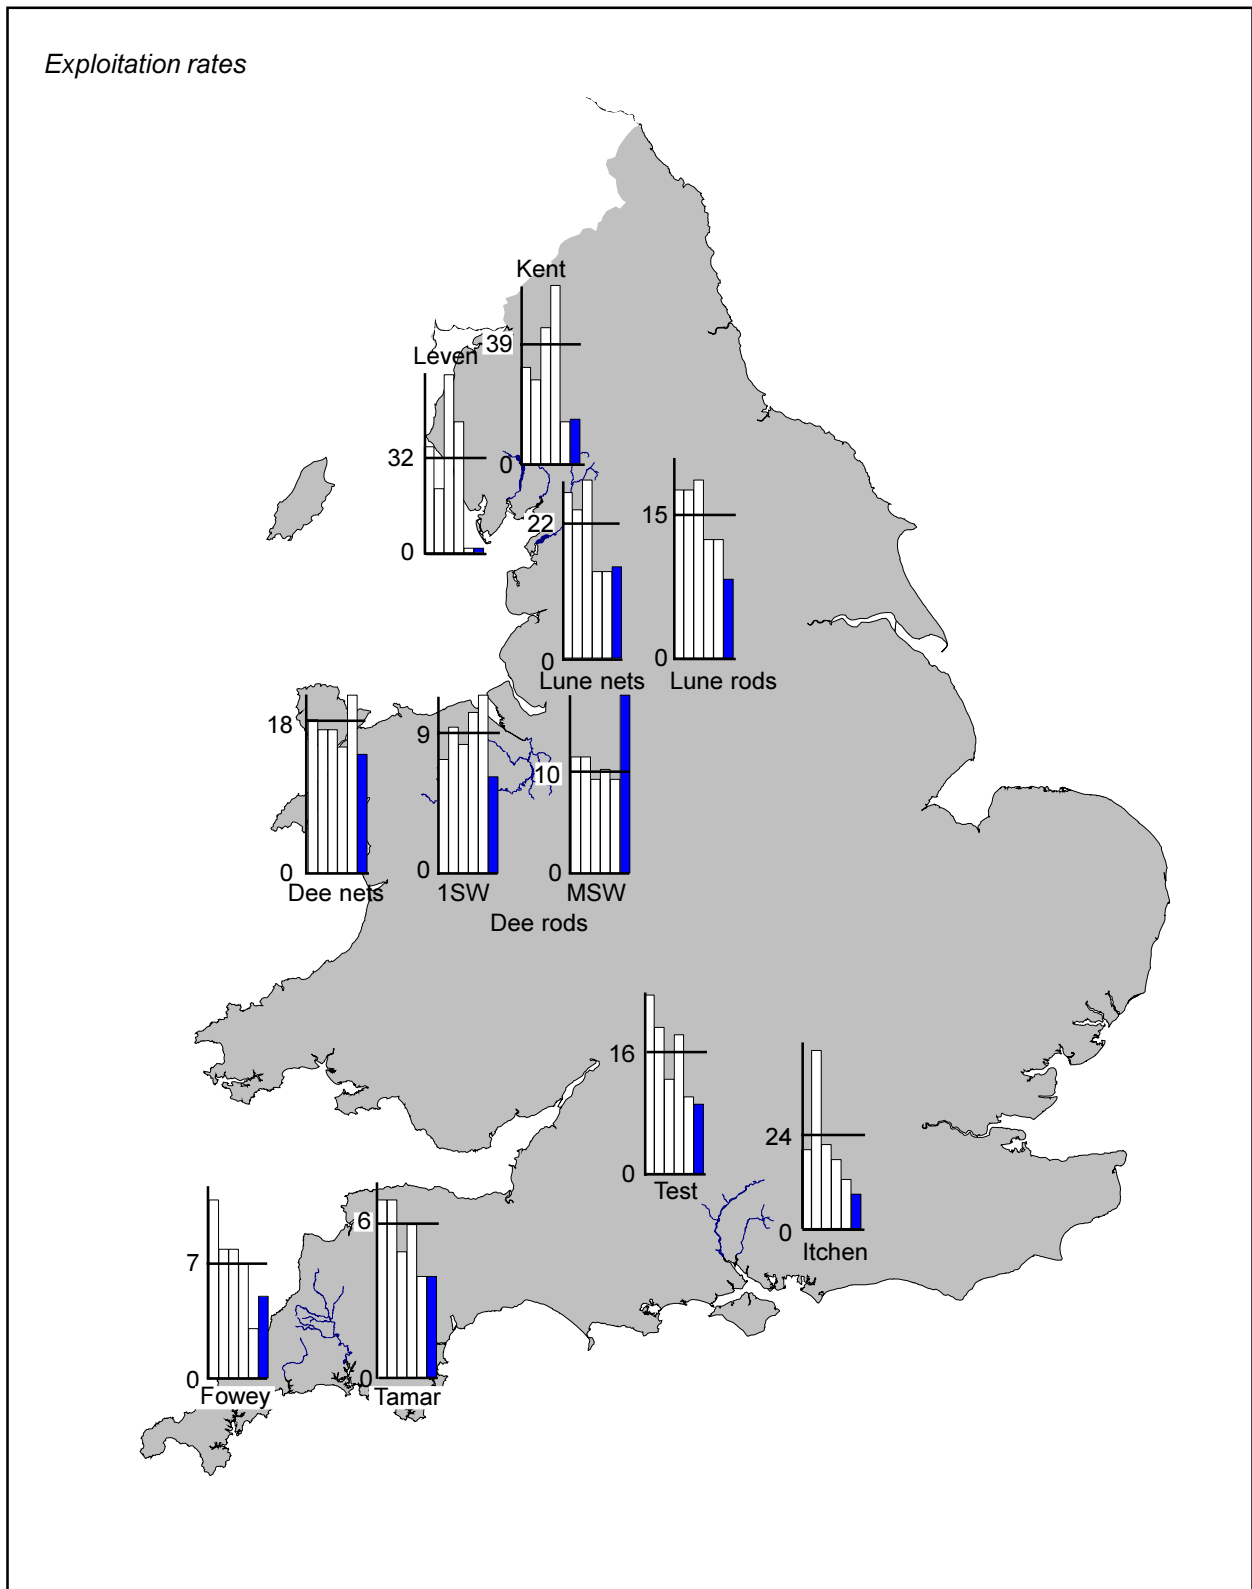 Exploitation rates
Kent
39
0
Leven
32
0
22
0
Lune nets
15
0
Lune rods
18
0
Dee nets
9
0
1SW
10
0
MSW
Dee rods
16
0
Test
24
0
Itchen
7
0
Fowey
6
0
Tamar